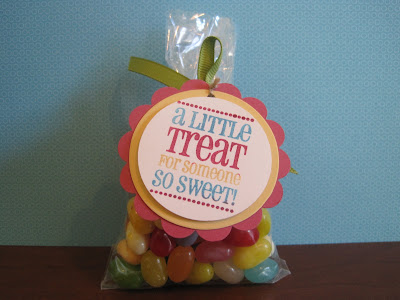 a LITTLE
TREAT
FOR someone
SO SWEET!